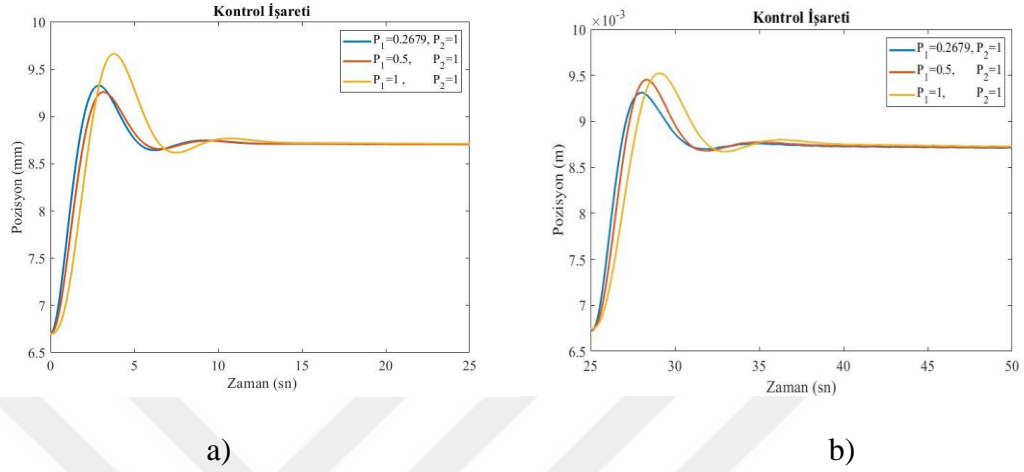 Kontrol İşareti
10
9.5
9
8.5
8
7.5
7
6.5
Pozisyon (mm)
P1=0.2679, P2=1
P1=0.5, P2=1
P1=1 , P2=1
0 5 10 15 20 25
Zaman (sn)
a)
×10-3
Kontrol İşareti
10
9.5
9
8.5
8
7.5
7
6.5
Pozisyon (m)
P1=0.2679, P2=1
P1=0.5, P2=1
P1=1, P2=1
25 30 35 40 45 50
Zaman (sn)
b)